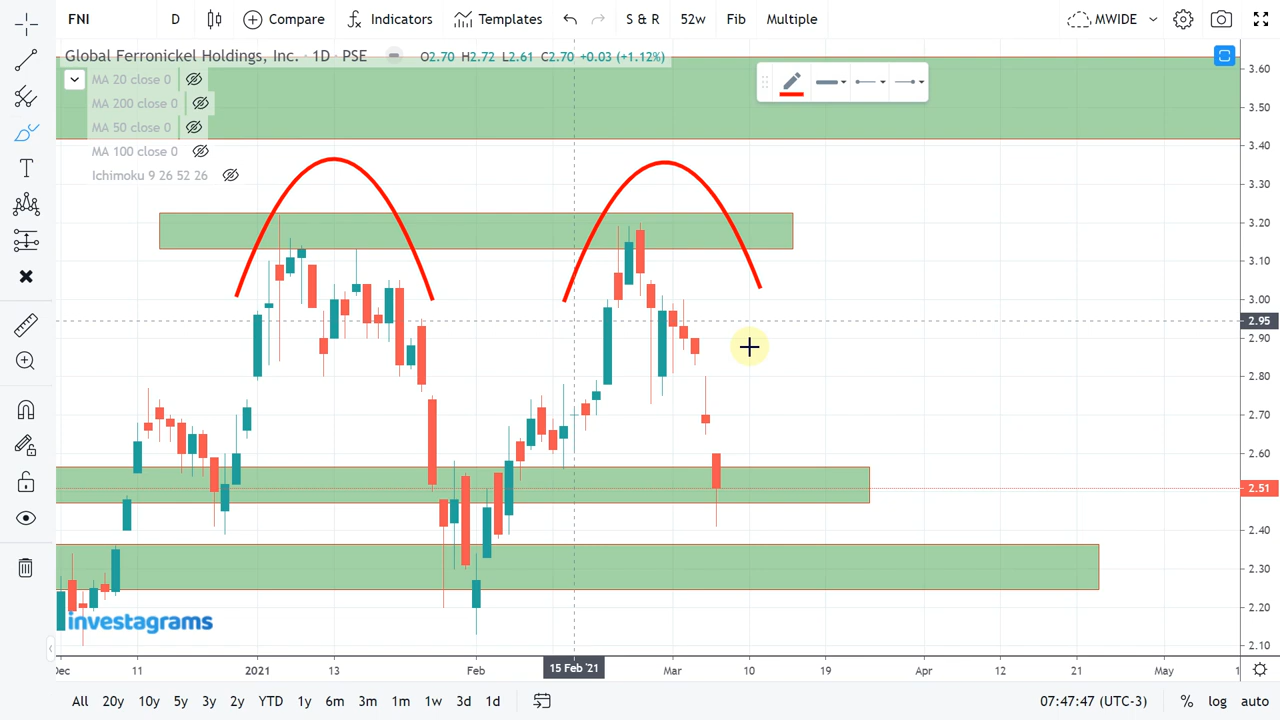 FNI D Compare Indicators Templates S & R 52w Fib Multiple MWIDE
Global Ferronickel Holdings, Inc. · 1D · PSE O2.70 H2.72 L2.61 C2.70 +0.03 (+1.12%)
MA 20 close 0
MA 200 close 0
MA 50 close 0
MA 100 close 0
Ichimoku 9 26 52 26
3.60
3.50
3.40
3.30
3.20
3.10
3.00
2.95
2.90
2.80
2.70
2.60
2.51
2.40
2.30
2.20
2.10
investagrams
Dec 11 2021 13 Feb 15 Feb '21 Mar 10 19 Apr 12 21 May 1
All 20y 10y 5y 3y 2y YTD 1y 6m 3m 1m 1w 3d 1d 07:47:47 (UTC-3) % log auto